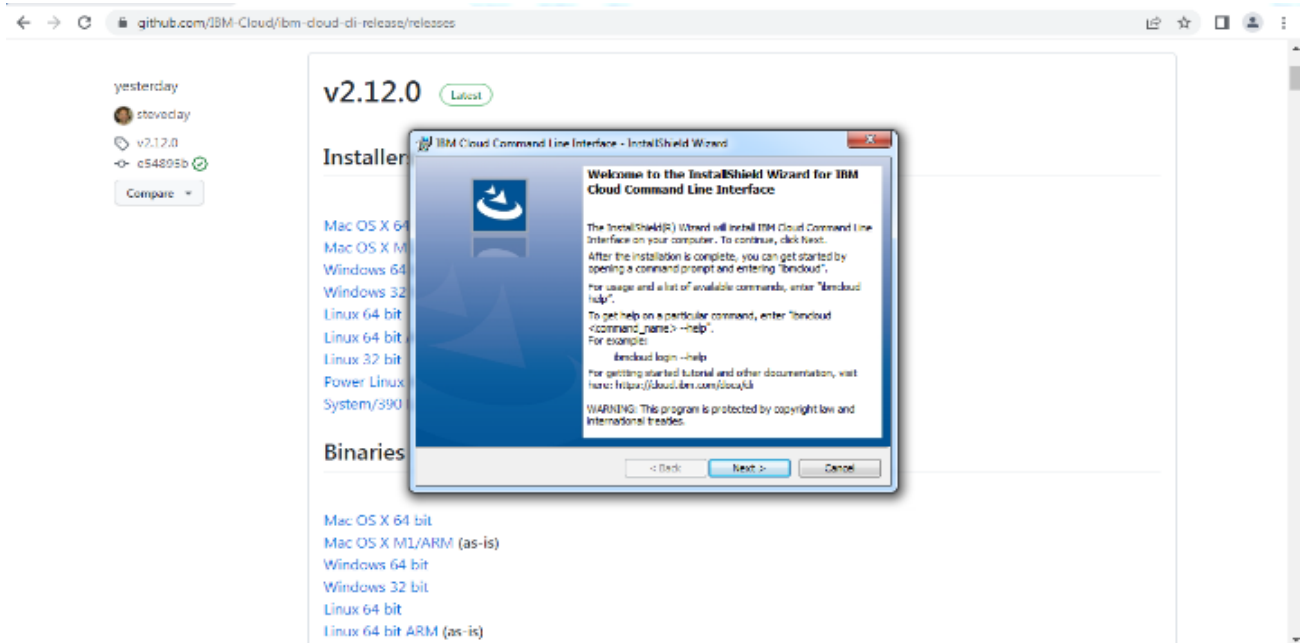 github.com/IBM-Cloud/ibm-cloud-cli-release/releases
yesterday
steveclay
v2.12.0
Compare
v2.12.0
Latest
Installer
Mac OS X 64
Mac OS X M
Windows 64
Windows 32
Linux 64 bit
Linux 64 bit
Linux 32 bit
Power Linux
System/390
Binaries
Mac OS X 64 bit
Mac OS X M1/ARM (as-is)
Windows 64 bit
Windows 32 bit
Linux 64 bit
Linux 64 bit ARM (as-is)
IBM Cloud Command Line Interface - InstallShield Wizard
Welcome to the InstallShield Wizard for IBM
Cloud Command Line Interface
The InstallShield(R) Wizard will install IBM Cloud Command Line
Interface on your computer. To continue, click Next.
After the installation is complete, you can get started by
opening a command prompt and entering "ibmcloud".
For usage and a list of available commands, enter "ibmcloud
help".
To get help on a particular command, enter "ibmcloud
<command_name> --help".
For example:
ibmcloud login --help
For gettting started tutorial and other documentation, visit
here: https://cloud.ibm.com/docs/cli
WARNING: This program is protected by copyright law and
international treaties.
< Back
Next >
Cancel